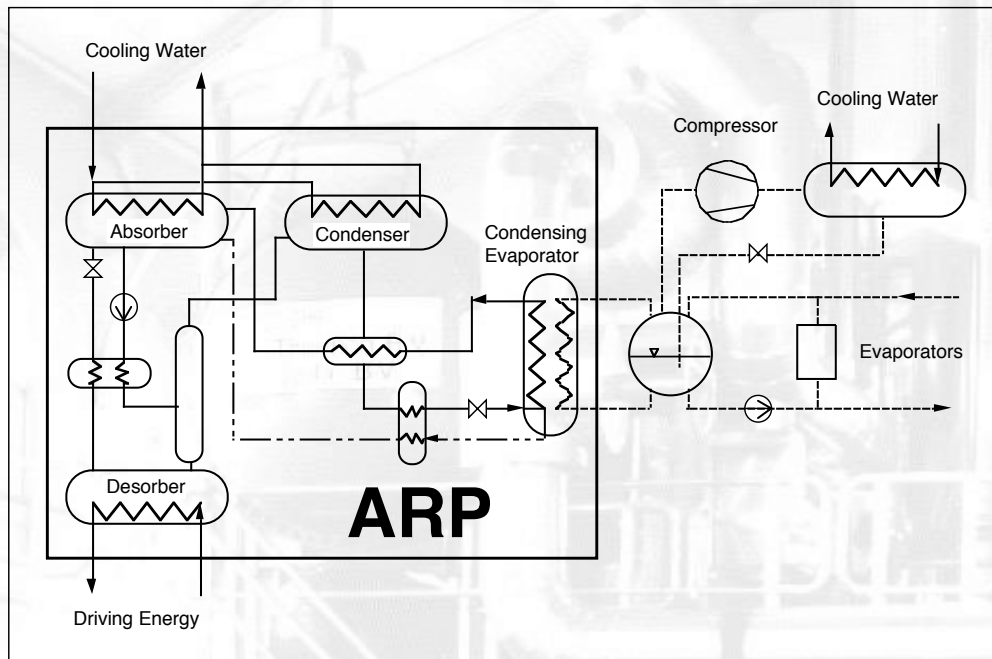 Cooling Water
Cooling Water
Compressor
Absorber
Condenser
Condensing
Evaporator
Evaporators
Desorber
ARP
Driving Energy